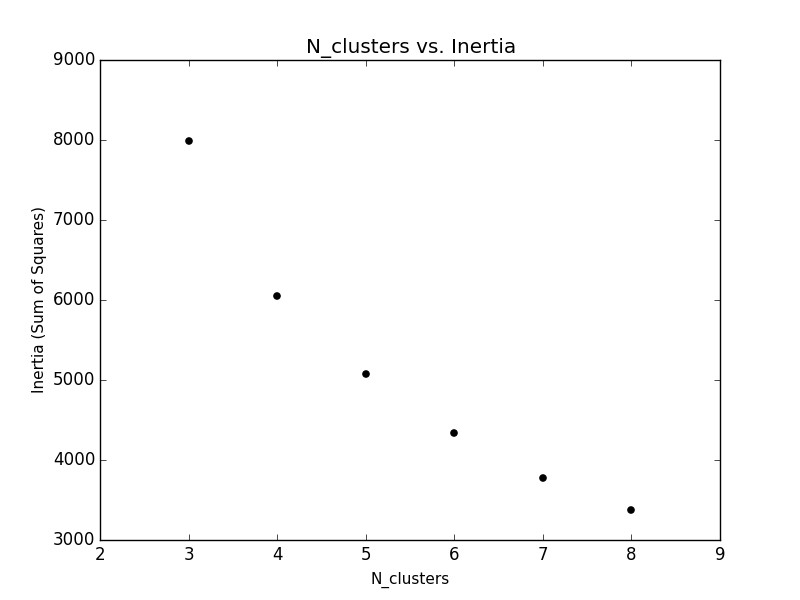 N_clusters vs. Inertia
9000
8000
7000
6000
5000
4000
3000
Inertia (Sum of Squares)
2 3 4 5 6 7 8 9
N_clusters